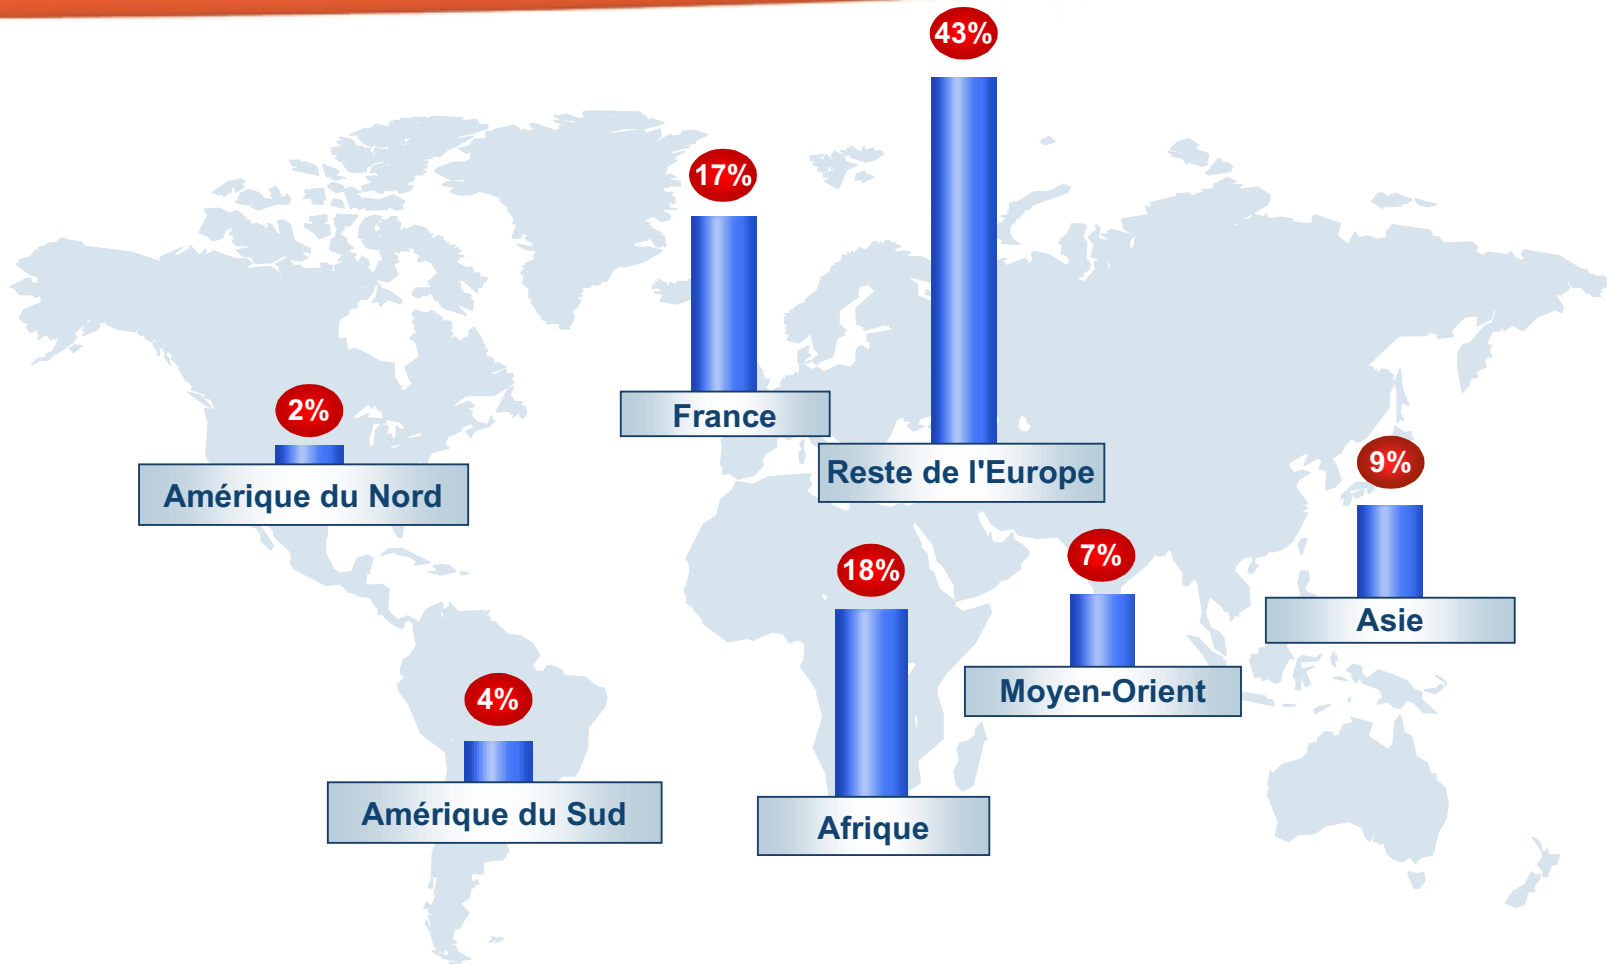 43%
17%
2%
France
Reste de l'Europe
9%
Amérique du Nord
18%
7%
Asie
Moyen-Orient
4%
Amérique du Sud
Afrique